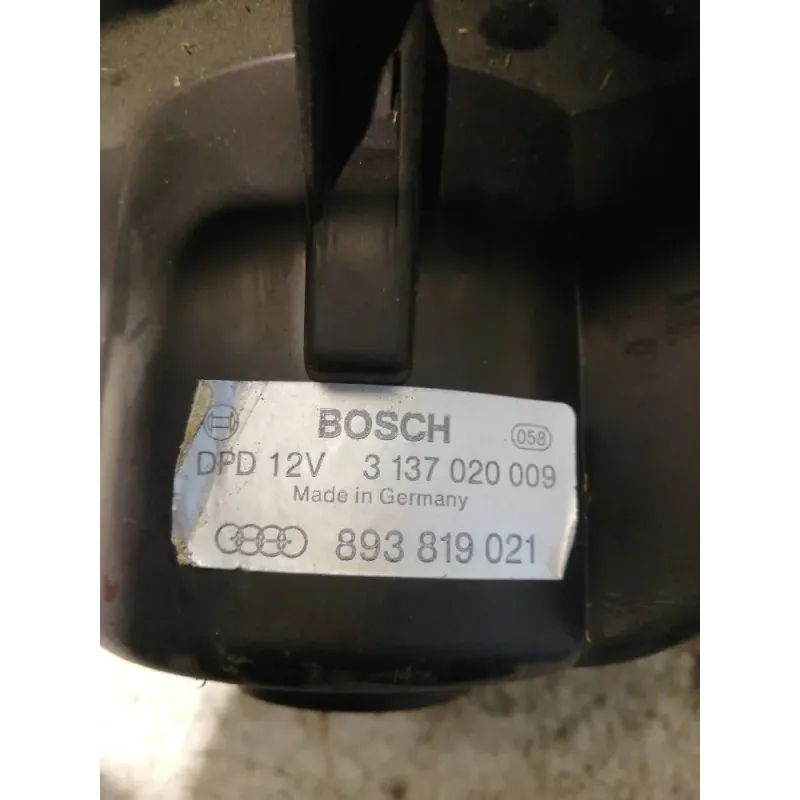 BOSCH 058
DPD 12V 3 137 020 009
Made in Germany
893 819 021